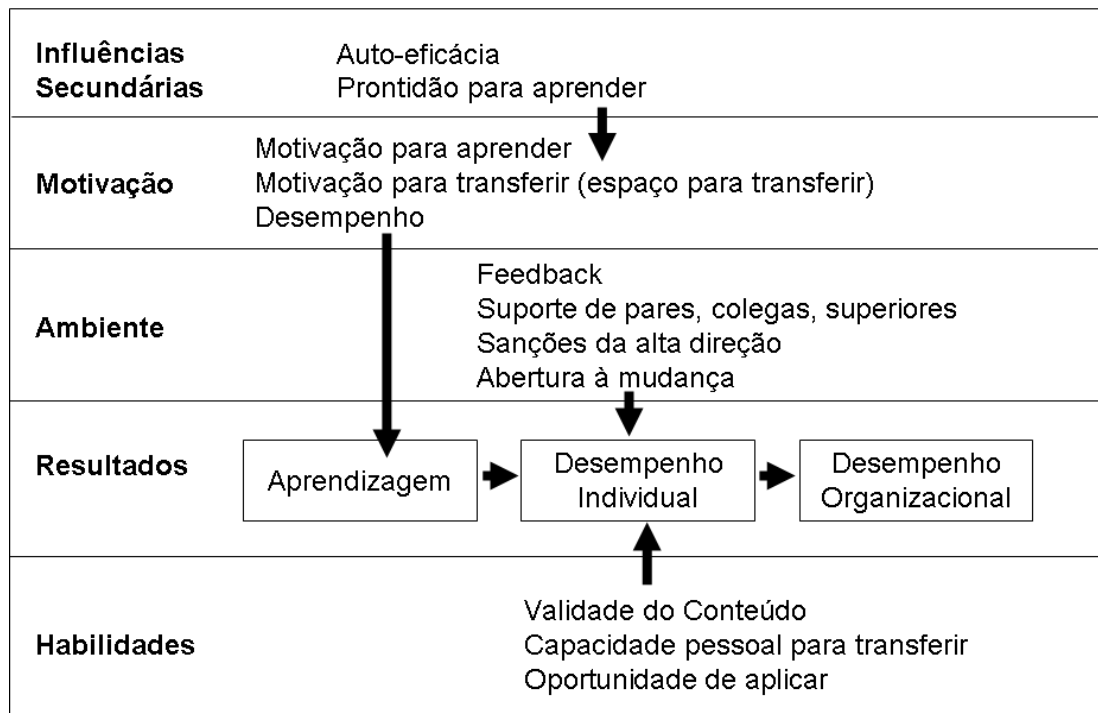 Influências
Secundárias
Auto-eficácia
Prontidão para aprender
Motivação
Motivação para aprender
Motivação para transferir (espaço para transferir)
Desempenho
Ambiente
Feedback
Suporte de pares, colegas, superiores
Sanções da alta direção
Abertura à mudança
Resultados
Aprendizagem
Desempenho
Individual
Desempenho
Organizacional
Habilidades
Validade do Conteúdo
Capacidade pessoal para transferir
Oportunidade de aplicar